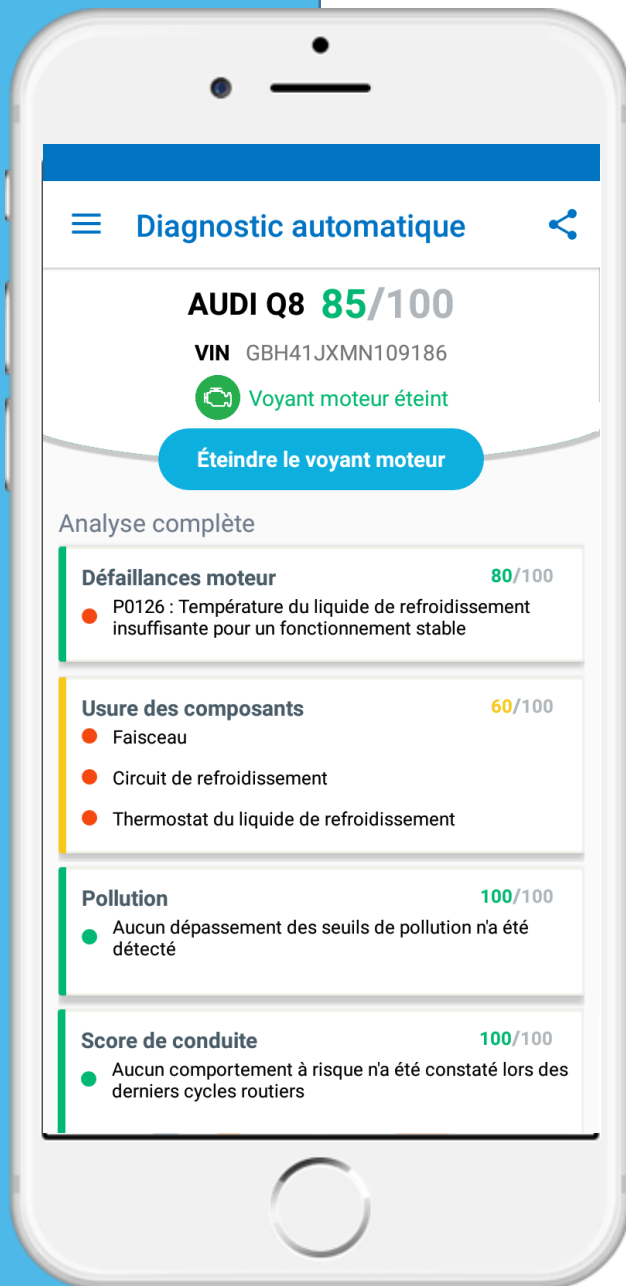 Diagnostic automatique
AUDI Q8 85/100
VIN GBH41JXMN109186
Voyant moteur éteint
Éteindre le voyant moteur
Analyse complète
Défaillances moteur 80/100
P0126 : Température du liquide de refroidissement
insuffisante pour un fonctionnement stable
Usure des composants 60/100
Faisceau
Circuit de refroidissement
Thermostat du liquide de refroidissement
Pollution 100/100
Aucun dépassement des seuils de pollution n'a été
détecté
Score de conduite 100/100
Aucun comportement à risque n'a été constaté lors des
derniers cycles routiers